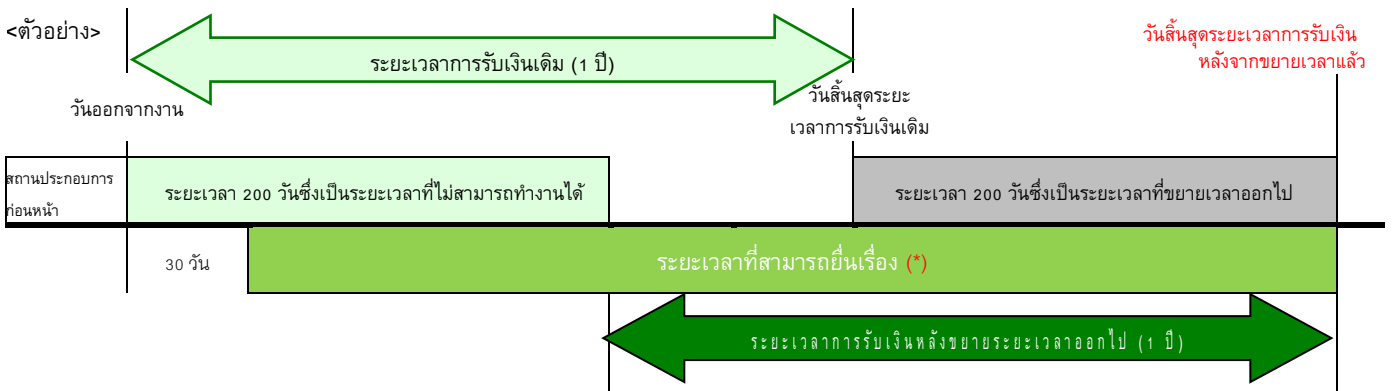 <ตัวอย่าง>
ระยะเวลาการรับเงินเดิม (1 ปี)
วันสิ้นสุดระยะเวลาการรับเงิน
หลังจากขยายเวลาแล้ว
วันออกจากงาน
วันสิ้นสุดระยะ
เวลาการรับเงินเดิม
สถานประกอบการ
ก่อนหน้า
ระยะเวลา 200 วันซึ่งเป็นระยะเวลาที่ไม่สามารถทำงานได้
ระยะเวลา 200 วันซึ่งเป็นระยะเวลาที่ขยายเวลาออกไป
30 วัน
ระยะเวลาที่สามารถยื่นเรื่อง (*)
ระยะเวลาการรับเงินหลังขยายระยะเวลาออกไป (1 ปี)